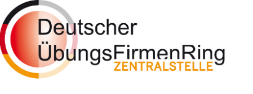 Deutscher
ÜbungsFirmenRing
ZENTRALSTELLE